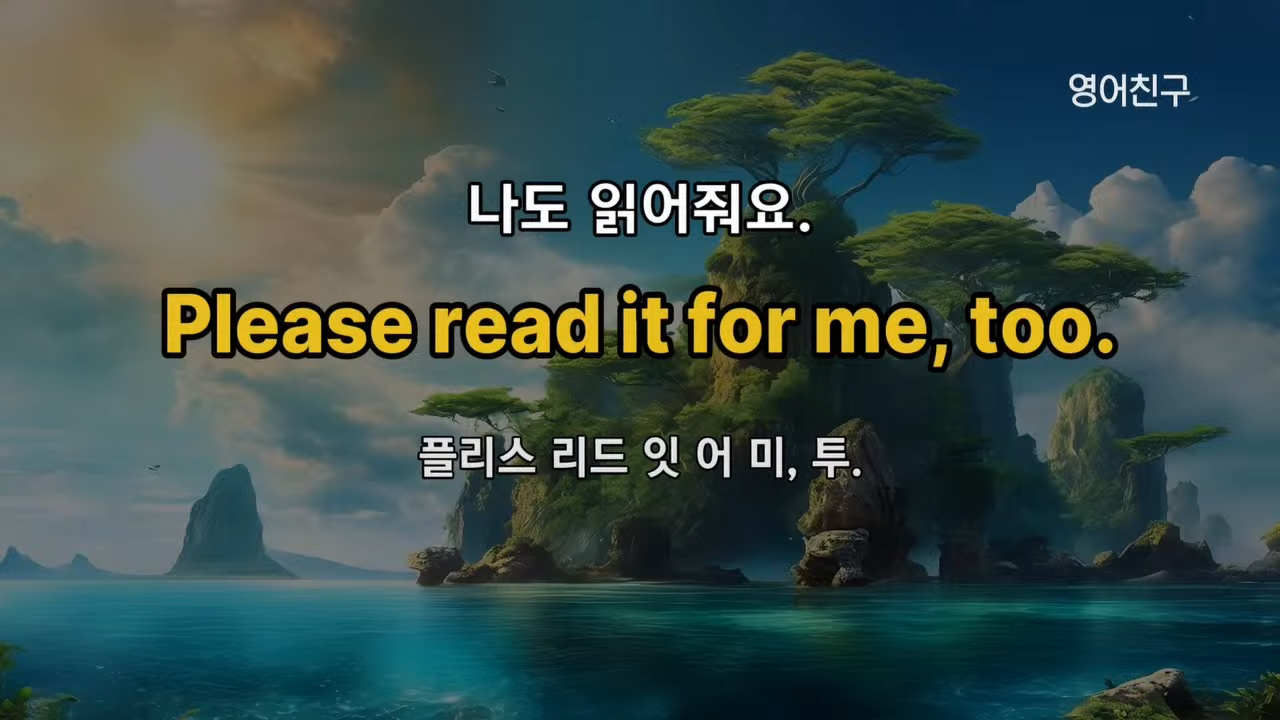 영어친구
나도 읽어줘요.
Please read it for me, too.
플리스 리드 잇 어 미, 투.